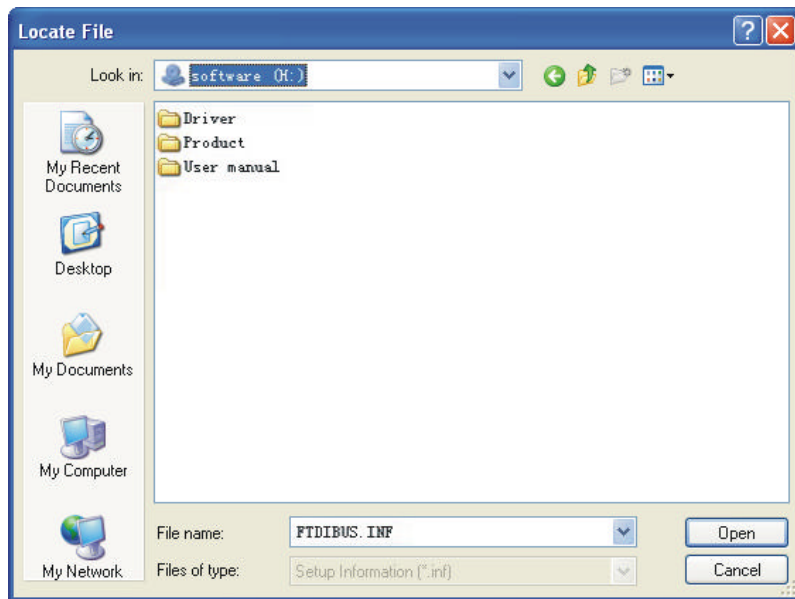 Locate File
Look in:
software (H:)
Driver
Product
User manual
My Recent
Documents
Desktop
My Documents
My Computer
My Network
File name:
FTDIBUS.INF
Open
Files of type:
Setup Information (*.inf)
Cancel